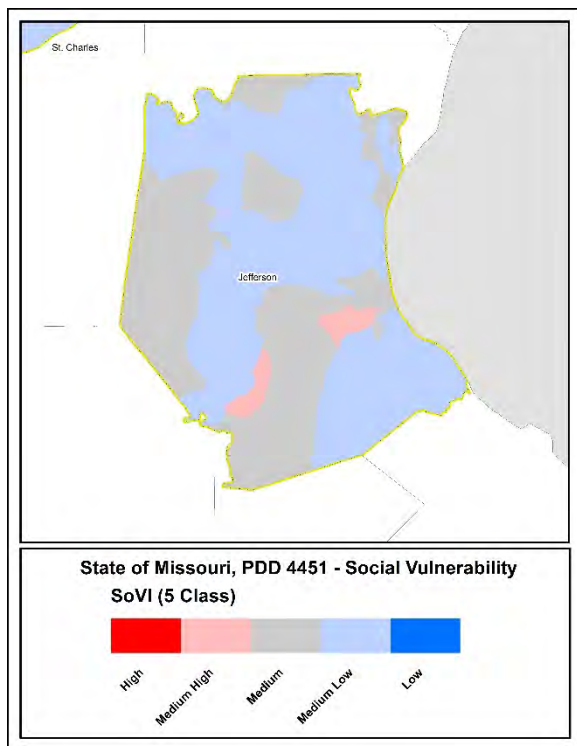 St. Charles
Jefferson
State of Missouri, PDD 4451 - Social Vulnerability
SoVI (5 Class)
High
Medium High
Medium
Medium Low
Low